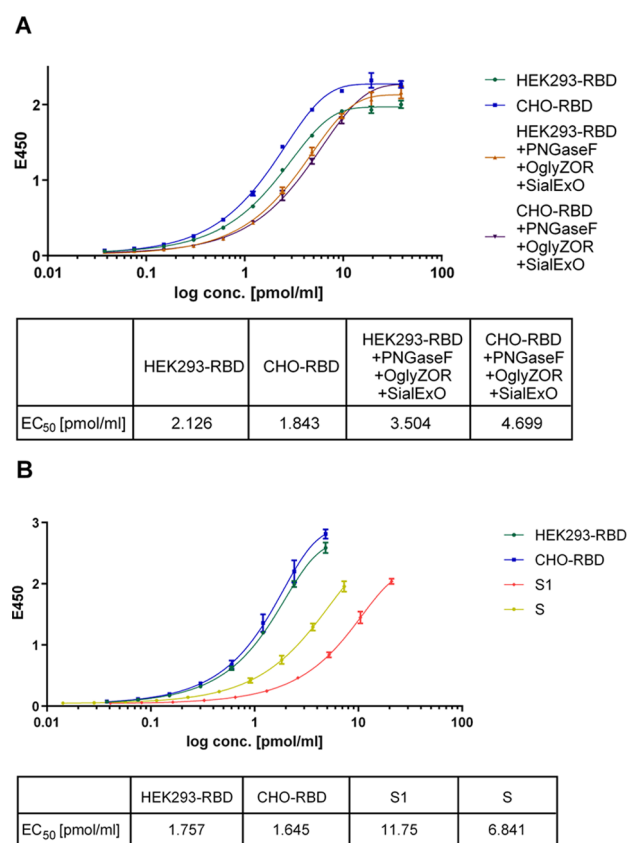 A
E450
2
1
0
0.01
0.1
1
10
100
log conc. [pmol/ml]
HEK293-RBD
CHO-RBD
HEK293-RBD
+PNGaseF
+OglyZOR
+SialExO
CHO-RBD
+PNGaseF
+OglyZOR
+SialExO
HEK293-RBD
CHO-RBD
HEK293-RBD
+PNGaseF
+OglyZOR
+SialExO
CHO-RBD
+PNGaseF
+OglyZOR
+SialExO
EC50 [pmol/ml]
2.126
1.843
3.504
4.699
B
E450
3
2
1
0
0.01
0.1
1
10
100
log conc. [pmol/ml]
HEK293-RBD
CHO-RBD
S1
S
HEK293-RBD
CHO-RBD
S1
S
EC50 [pmol/ml]
1.757
1.645
11.75
6.841